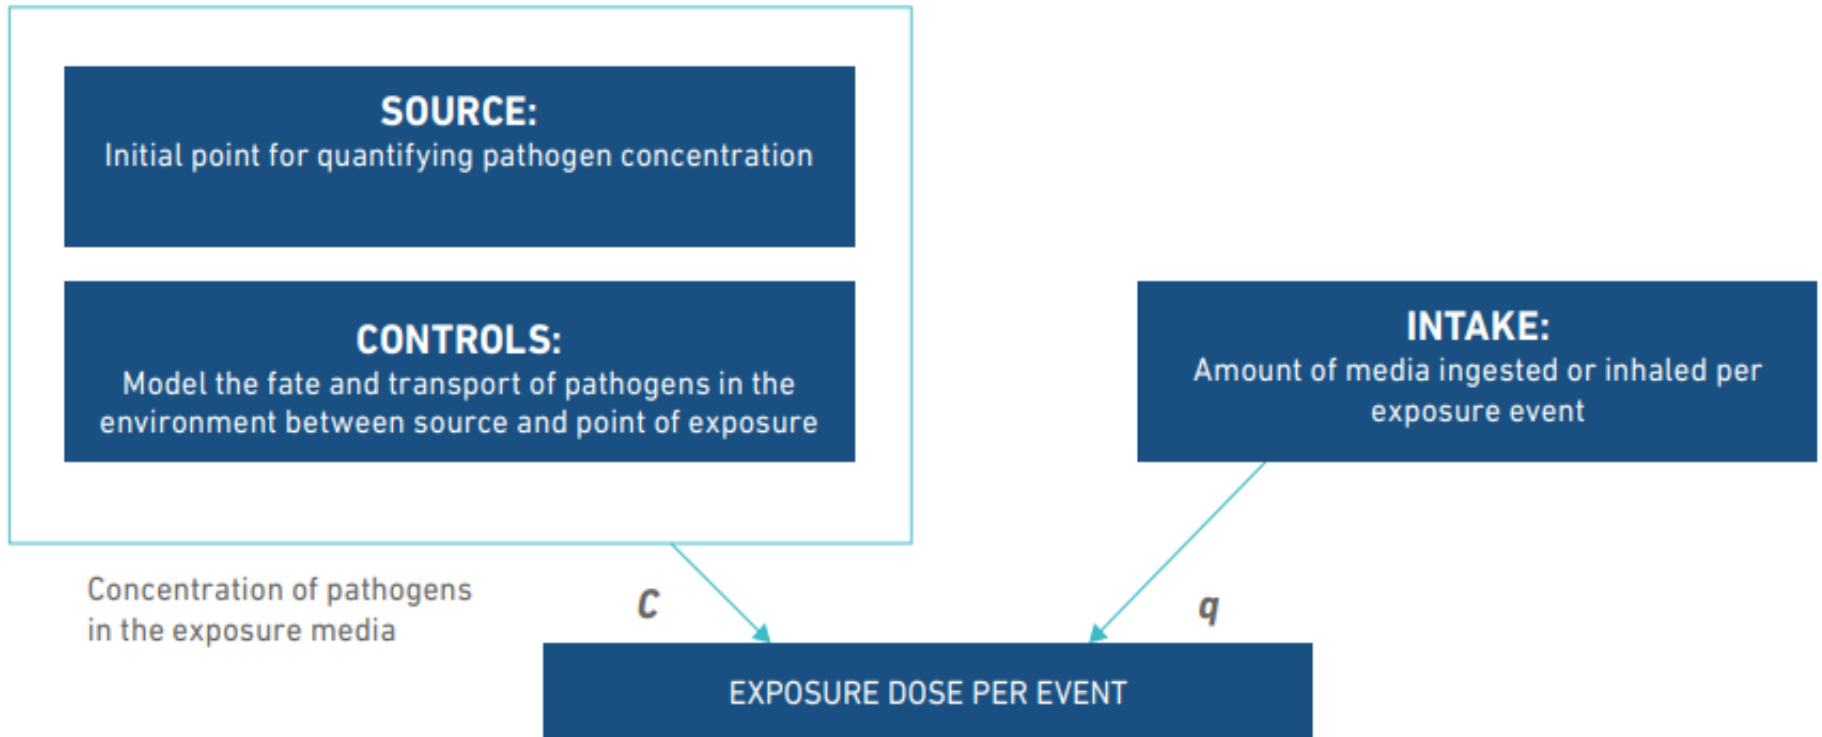 SOURCE:
Initial point for quantifying pathogen concentration
CONTROLS:
Model the fate and transport of pathogens in the
environment between source and point of exposure
INTAKE:
Amount of media ingested or inhaled per
exposure event
Concentration of pathogens
in the exposure media
C
q
EXPOSURE DOSE PER EVENT